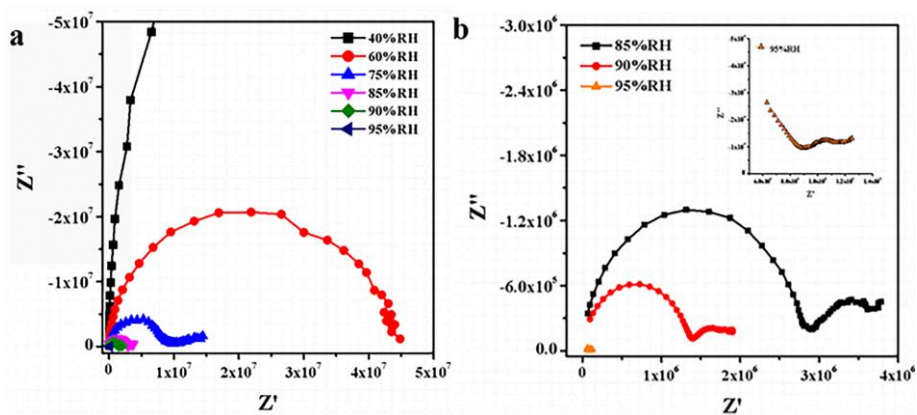 a
-5x10⁷
-4x10⁷
-3x10⁷
-2x10⁷
-1x10⁷
0
Z''
40%RH
60%RH
75%RH
85%RH
90%RH
95%RH
0
1x10⁷
2x10⁷
3x10⁷
4x10⁷
5x10⁷
Z'
b
-3.0x10⁶
-2.4x10⁶
-1.8x10⁶
-1.2x10⁶
-6.0x10⁵
0.0
Z''
85%RH
90%RH
95%RH
95%RH
Z''
0
Z'
0
1x10⁶
2x10⁶
3x10⁶
4x10⁶
Z'